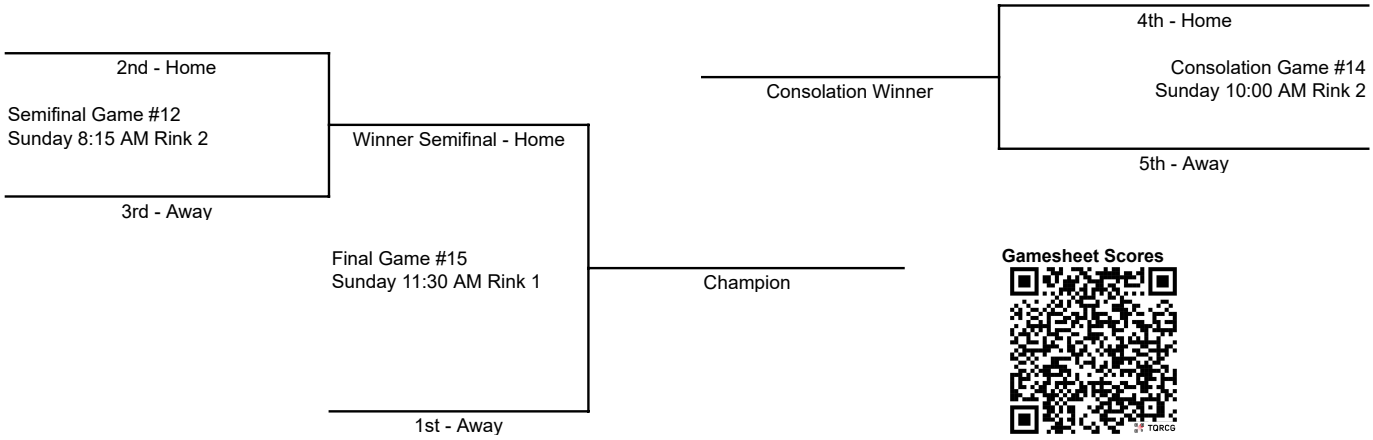 4th - Home
2nd - Home
Consolation Game #14
Sunday 10:00 AM Rink 2
Consolation Winner
Semifinal Game #12
Sunday 8:15 AM Rink 2
Winner Semifinal - Home
5th - Away
3rd - Away
Final Game #15
Sunday 11:30 AM Rink 1
Gamesheet Scores
Champion
1st - Away
TQRCG